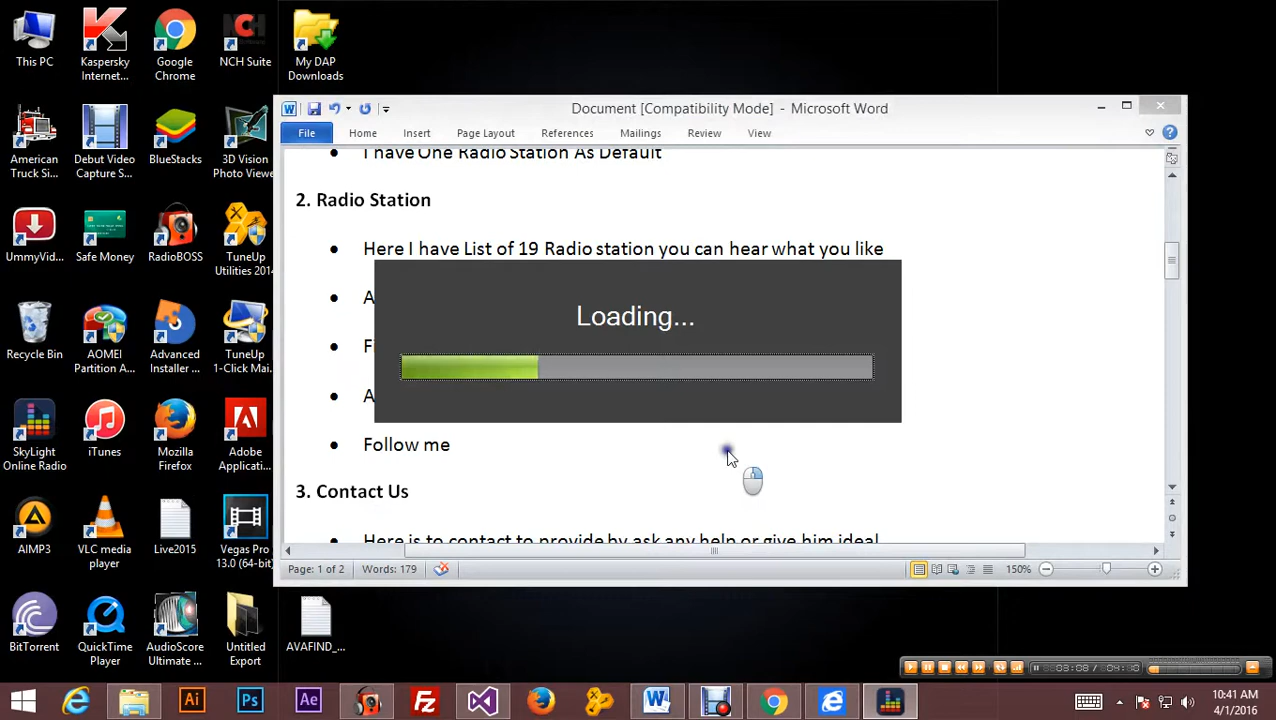 This PC
Kaspersky
Internet...
Google
Chrome
NCH
NCH Suite
My DAP
Downloads
American
Truck Si...
Debut Video
Capture S...
BlueStacks
3D Vision
Photo Viewer
UmmyVid...
Safe Money
RadioBOSS
TuneUp
Utilities 2014
Recycle Bin
AOMEI
Partition A...
Advanced
Installer
TuneUp
1-Click Mai...
SkyLight
Online Radio
iTunes
Mozilla
Firefox
Adobe
Applicati...
AIMP3
VLC media
player
Live2015
Vegas Pro
13.0 (64-bit)
BitTorrent
QuickTime
Player
AudioScore
Ultimate ...
Untitled
Export
AVAFIND_...
Document [Compatibility Mode] - Microsoft Word
File Home Insert Page Layout References Mailings Review View
• I have One Radio Station As Default
2. Radio Station
• Here I have List of 19 Radio station you can hear what you like
• A
Loading...
• Fi
• A
• Follow me
3. Contact Us
Here is to contact to provide by ask any help or give him ideal
Page: 1 of 2 Words: 179 150%
Ai Ps Ae Fz
10:41 AM
4/1/2016